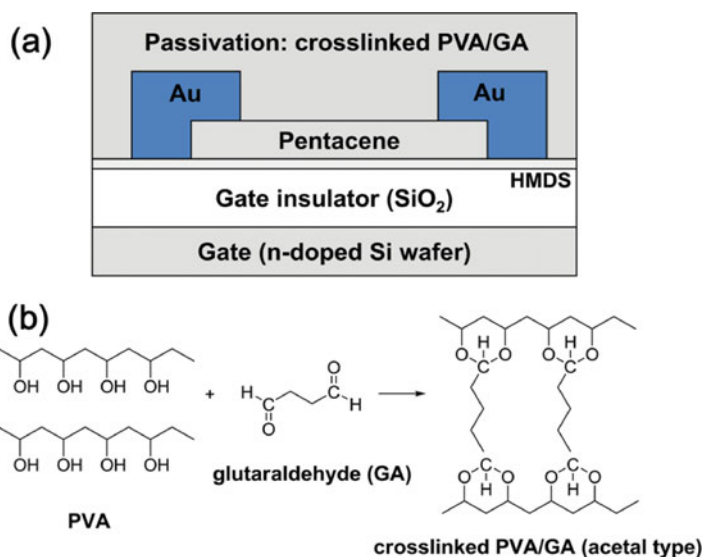 (a)
Passivation: crosslinked PVA/GA
Au
Au
Pentacene
HMDS
Gate insulator (SiO₂)
Gate (n-doped Si wafer)
(b)
OH OH OH OH
+
O
C
H
C
H
O
glutaraldehyde (GA)
OH OH OH OH
PVA
H H
O C O O C O
O C O O C O
H H
crosslinked PVA/GA (acetal type)